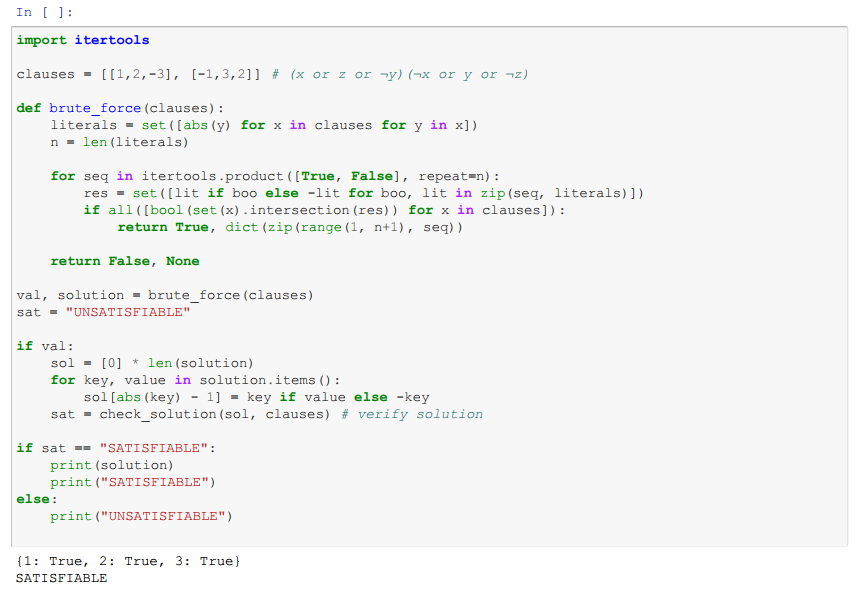 In [ ]:
import itertools
clauses = [[1,2,-3], [-1,3,2]] # (x or z or ¬y)(¬x or y or ¬z)
def brute_force(clauses):
    literals = set([abs(y) for x in clauses for y in x])
    n = len(literals)
    for seq in itertools.product([True, False], repeat=n):
        res = set([lit if boo else -lit for boo, lit in zip(seq, literals)])
        if all([bool(set(x).intersection(res)) for x in clauses]):
            return True, dict(zip(range(1, n+1), seq))
    return False, None
val, solution = brute_force(clauses)
sat = "UNSATISFIABLE"
if val:
    sol = [0] * len(solution)
    for key, value in solution.items():
        sol[abs(key) - 1] = key if value else -key
    sat = check_solution(sol, clauses) # verify solution
if sat == "SATISFIABLE":
    print(solution)
    print("SATISFIABLE")
else:
    print("UNSATISFIABLE")
{1: True, 2: True, 3: True}
SATISFIABLE